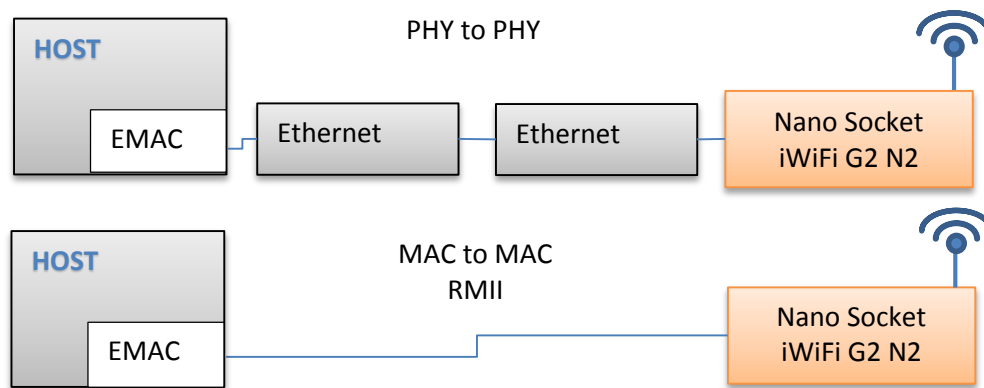 PHY to PHY
HOST
EMAC
Ethernet
Ethernet
Nano Socket
iWiFi G2 N2
MAC to MAC
RMII
HOST
EMAC
Nano Socket
iWiFi G2 N2